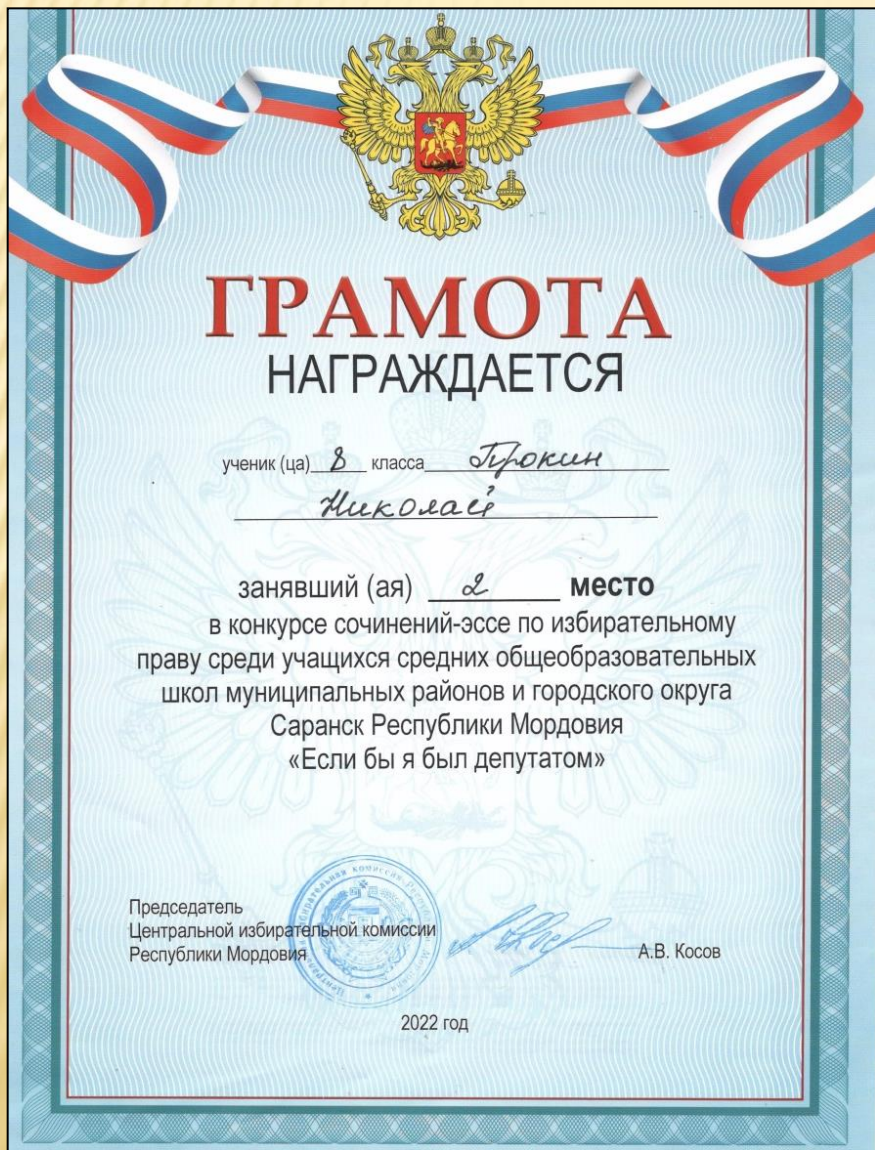 ГРАМОТА
НАГРАЖДАЕТСЯ
ученик (ца) 8 класса Прокин
Николай
занявший (ая) 2 место
в конкурсе сочинений-эссе по избирательному
праву среди учащихся средних общеобразовательных
школ муниципальных районов и городского округа
Саранск Республики Мордовия
«Если бы я был депутатом»
Председатель
Центральной избирательной комиссии
Республики Мордовия
А.В. Косов
2022 год